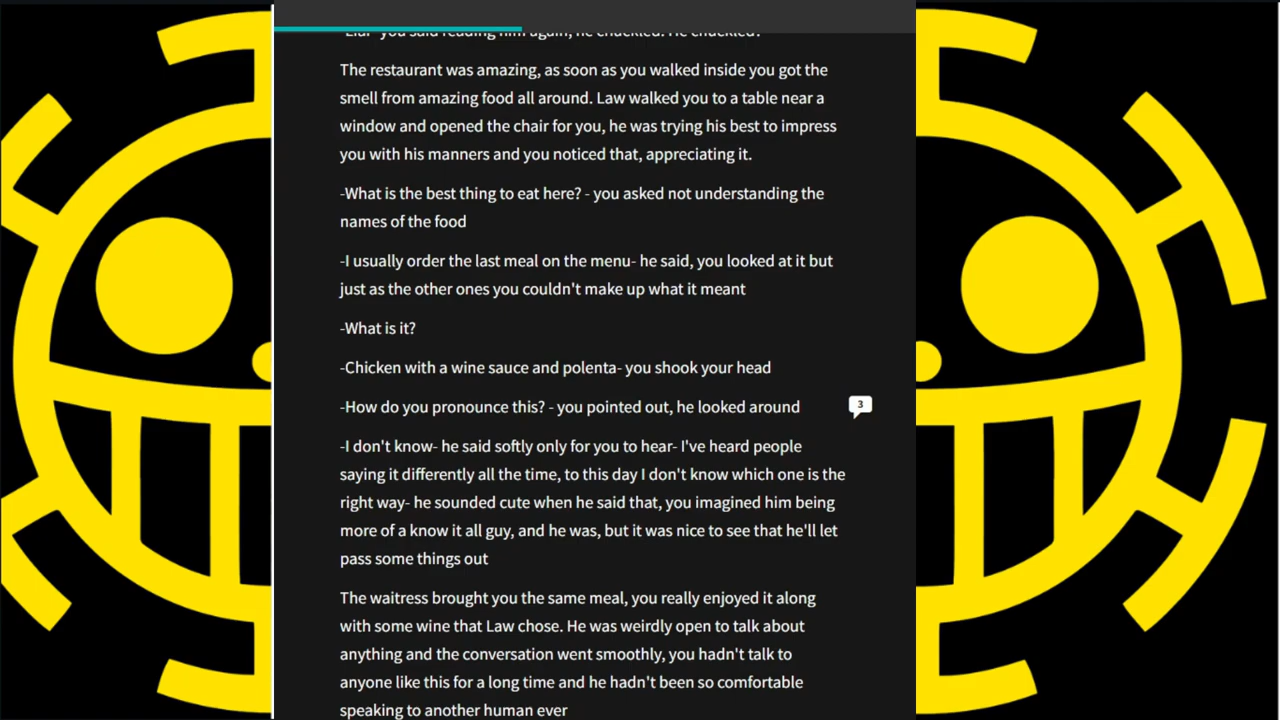 you said reading him again, he chuckled. He chuckled?
The restaurant was amazing, as soon as you walked inside you got the
smell from amazing food all around. Law walked you to a table near a
window and opened the chair for you, he was trying his best to impress
you with his manners and you noticed that, appreciating it.
-What is the best thing to eat here? - you asked not understanding the
names of the food
-I usually order the last meal on the menu- he said, you looked at it but
just as the other ones you couldn't make up what it meant
-What is it?
-Chicken with a wine sauce and polenta- you shook your head
-How do you pronounce this? - you pointed out, he looked around
3
-I don't know- he said softly only for you to hear- I've heard people
saying it differently all the time, to this day I don't know which one is the
right way- he sounded cute when he said that, you imagined him being
more of a know it all guy, and he was, but it was nice to see that he'll let
pass some things out
The waitress brought you the same meal, you really enjoyed it along
with some wine that Law chose. He was weirdly open to talk about
anything and the conversation went smoothly, you hadn't talk to
anyone like this for a long time and he hadn't been so comfortable
speaking to another human ever